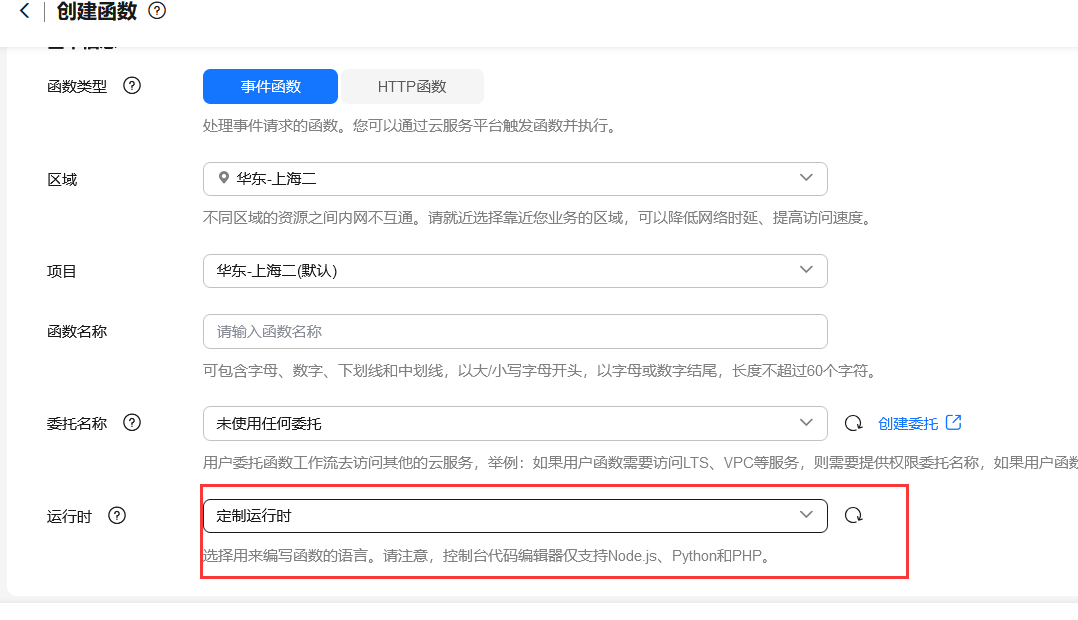 创建函数
函数类型 事件函数 HTTP函数
处理事件请求的函数。您可以通过云服务平台触发函数并执行。
区域 华东-上海二
不同区域的资源之间内网不互通。请就近选择靠近您业务的区域，可以降低网络时延、提高访问速度。
项目 华东-上海二(默认)
函数名称 请输入函数名称
可包含字母、数字、下划线和中划线，以大/小写字母开头，以字母或数字结尾，长度不超过60个字符。
委托名称 未使用任何委托 创建委托
用户委托函数工作流去访问其他的云服务，举例：如果用户函数需要访问LTS、VPC等服务，则需要提供权限委托名称，如果用户函数
运行时 定制运行时
选择用来编写函数的语言。请注意，控制台代码编辑器仅支持Node.js、Python和PHP。